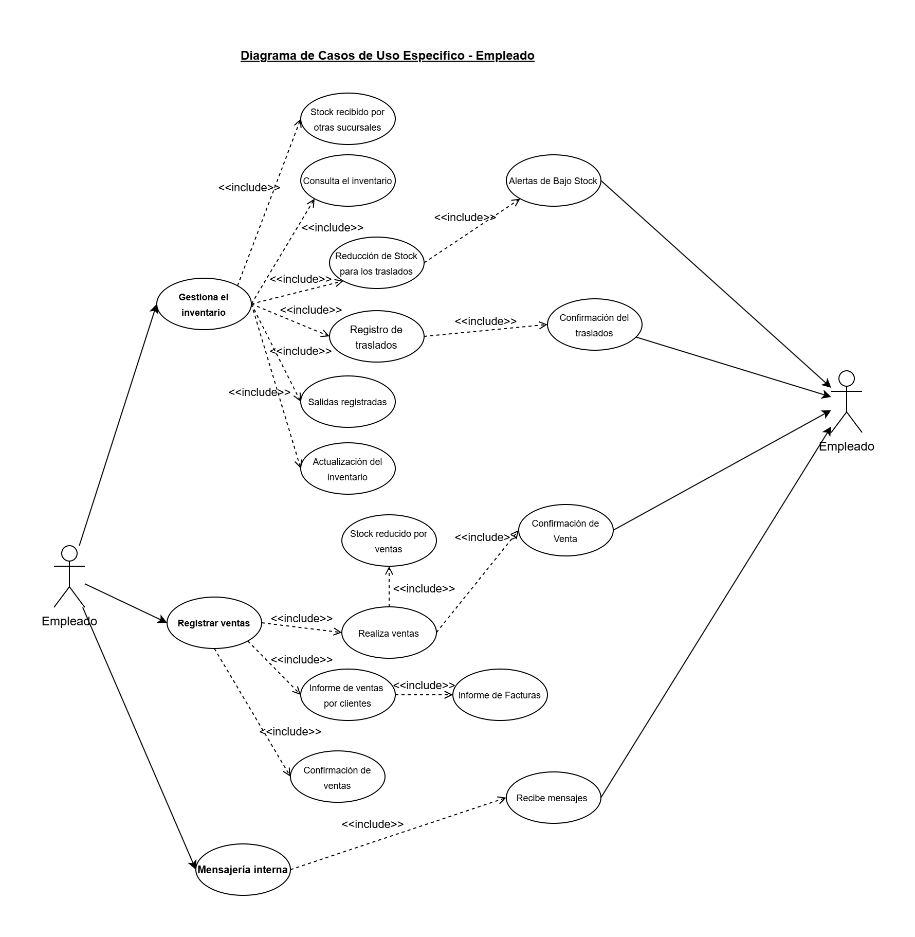 Diagrama de Casos de Uso Especifico - Empleado
Stock recibido por
otras sucursales
<<include>>
Consulta el inventario
Alertas de Bajo Stock
<<include>>
<<include>>
Reducción de Stock
para los traslados
<<include>>
Gestiona el
inventario
<<include>>
Registro de
traslados
<<include>>
Confirmación del
traslados
<<include>>
<<include>>
Salidas registradas
Empleado
Actualización del
inventario
Stock reducido por
ventas
<<include>>
Confirmación de
Venta
<<include>>
Empleado
Registrar ventas
<<include>>
Realiza ventas
<<include>>
Informe de ventas
por clientes
<<include>>
Informe de Facturas
<<include>>
Confirmación de
ventas
Recibe mensajes
<<include>>
Mensajería interna